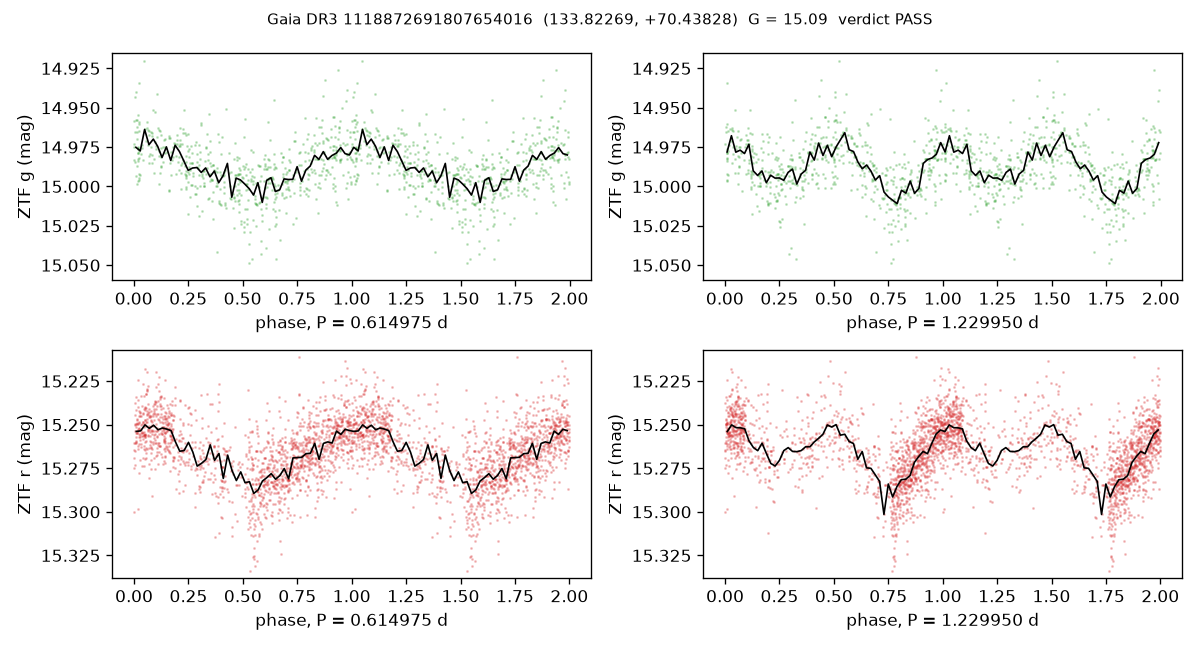 Gaia DR3 1118872691807654016  (133.82269, +70.43828)  G = 15.09  verdict PASS
ZTF g (mag)
14.925
14.950
14.975
15.000
15.025
15.050
0.00 0.25 0.50 0.75 1.00 1.25 1.50 1.75 2.00
phase, P = 0.614975 d
ZTF g (mag)
14.925
14.950
14.975
15.000
15.025
15.050
0.00 0.25 0.50 0.75 1.00 1.25 1.50 1.75 2.00
phase, P = 1.229950 d
ZTF r (mag)
15.225
15.250
15.275
15.300
15.325
0.00 0.25 0.50 0.75 1.00 1.25 1.50 1.75 2.00
phase, P = 0.614975 d
ZTF r (mag)
15.225
15.250
15.275
15.300
15.325
0.00 0.25 0.50 0.75 1.00 1.25 1.50 1.75 2.00
phase, P = 1.229950 d